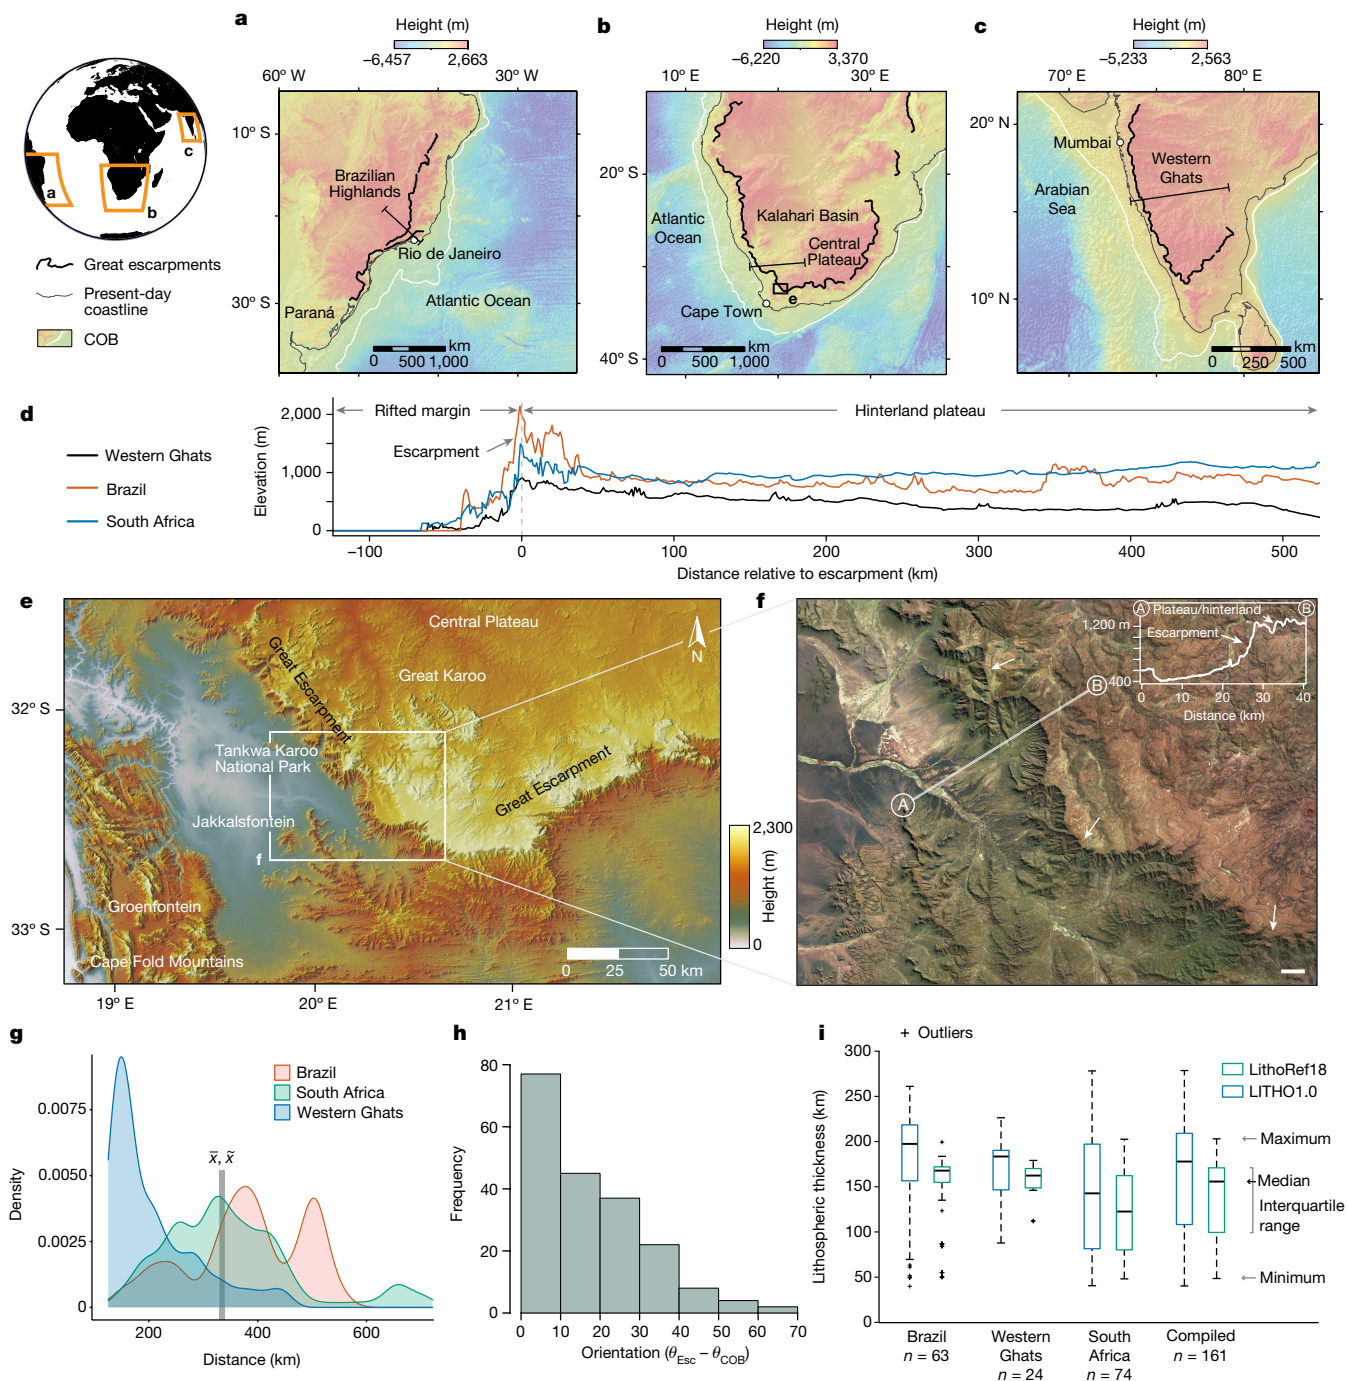 a
b
c
Height (m)
−6,457 2,663
60° W 30° W
Height (m)
−6,220 3,370
10° E 30° E
Height (m)
−5,233 2,563
70° E 80° E
a
b
c
Great escarpments
Present-day
coastline
COB
10° S
30° S
Brazilian
Highlands
Rio de Janeiro
Paraná
Atlantic Ocean
km
0 500 1,000
20° S
40° S
Atlantic
Ocean
Kalahari Basin
Central
Plateau
e
Cape Town
km
0 500 1,000
20° N
10° N
Mumbai
Western
Ghats
Arabian
Sea
km
0 250 500
d
Western Ghats
Brazil
South Africa
Elevation (m)
2,000
1,000
0
Rifted margin
Hinterland plateau
Escarpment
−100 0 100 200 300 400 500
Distance relative to escarpment (km)
e
32° S
33° S
19° E 20° E 21° E
Central Plateau
Great Karoo
Great Escarpment
Great Escarpment
Tankwa Karoo
National Park
Jakkalsfontein
f
Groenfontein
Cape Fold Mountains
N
2,300
0
Height (m)
0 25 50 km
f
A
B
A Plateau/hinterland B
1,200 m
Escarpment
400
0 10 20 30 40
Distance (km)
g
Brazil
South Africa
Western Ghats
x̅, x̃
Density
0.0075
0.0050
0.0025
0
200 400 600
Distance (km)
h
Frequency
80
60
40
20
0
0 10 20 30 40 50 60 70
Orientation (θEsc − θCOB)
i
+ Outliers
Lithospheric thickness (km)
300
250
200
150
100
50
0
LithoRef18
LITHO1.0
Maximum
Median
Interquartile
range
Minimum
Brazil
n = 63
Western
Ghats
n = 24
South
Africa
n = 74
Compiled
n = 161